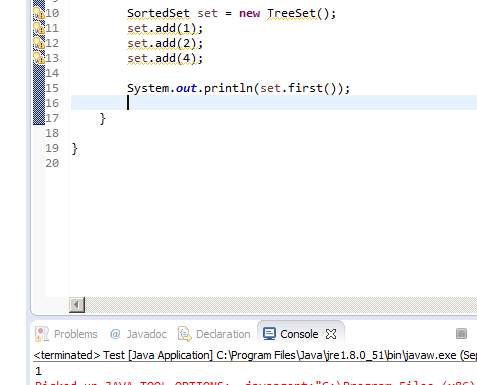 10 SortedSet set = new TreeSet();
11 set.add(1);
12 set.add(2);
13 set.add(4);
14
15 System.out.println(set.first());
16
17 }
18
19 }
20
Problems @ Javadoc Declaration Console
<terminated> Test [Java Application] C:\Program Files\Java\jre1.8.0_51\bin\javaw.exe (Sep
1
Picked up JAVA_TOOL_OPTIONS: -javaagent:"C:\Program Files (x86)